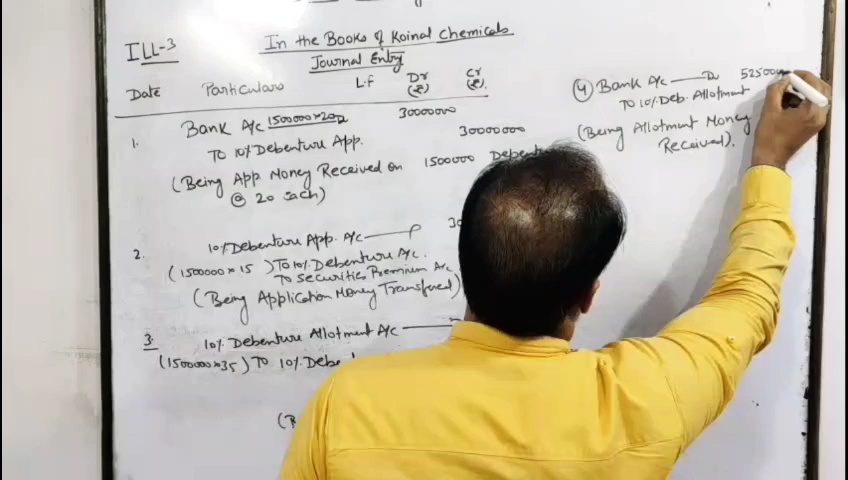 ILL-3
In the Books of Koinal Chemicals
Journal Entry
Date Particulars L.f Dr (₹) Cr (₹).
1. Bank A/c 1500000×20 30000000
To 10% Debenture App. 30000000
(Being App Money Received on 1500000
@ 20 Each)
2. 10% Debenture App. A/c
(1500000×15) To 10% Debenture A/c.
To Securities Premium A/c
(Being Application Money Transfered)
3. 10% Debenture Allotment A/c
(1500000×35) To 10%
(4) Bank A/c Dr
To 10% Deb. Allotment
(Being Allotment Money
Received).